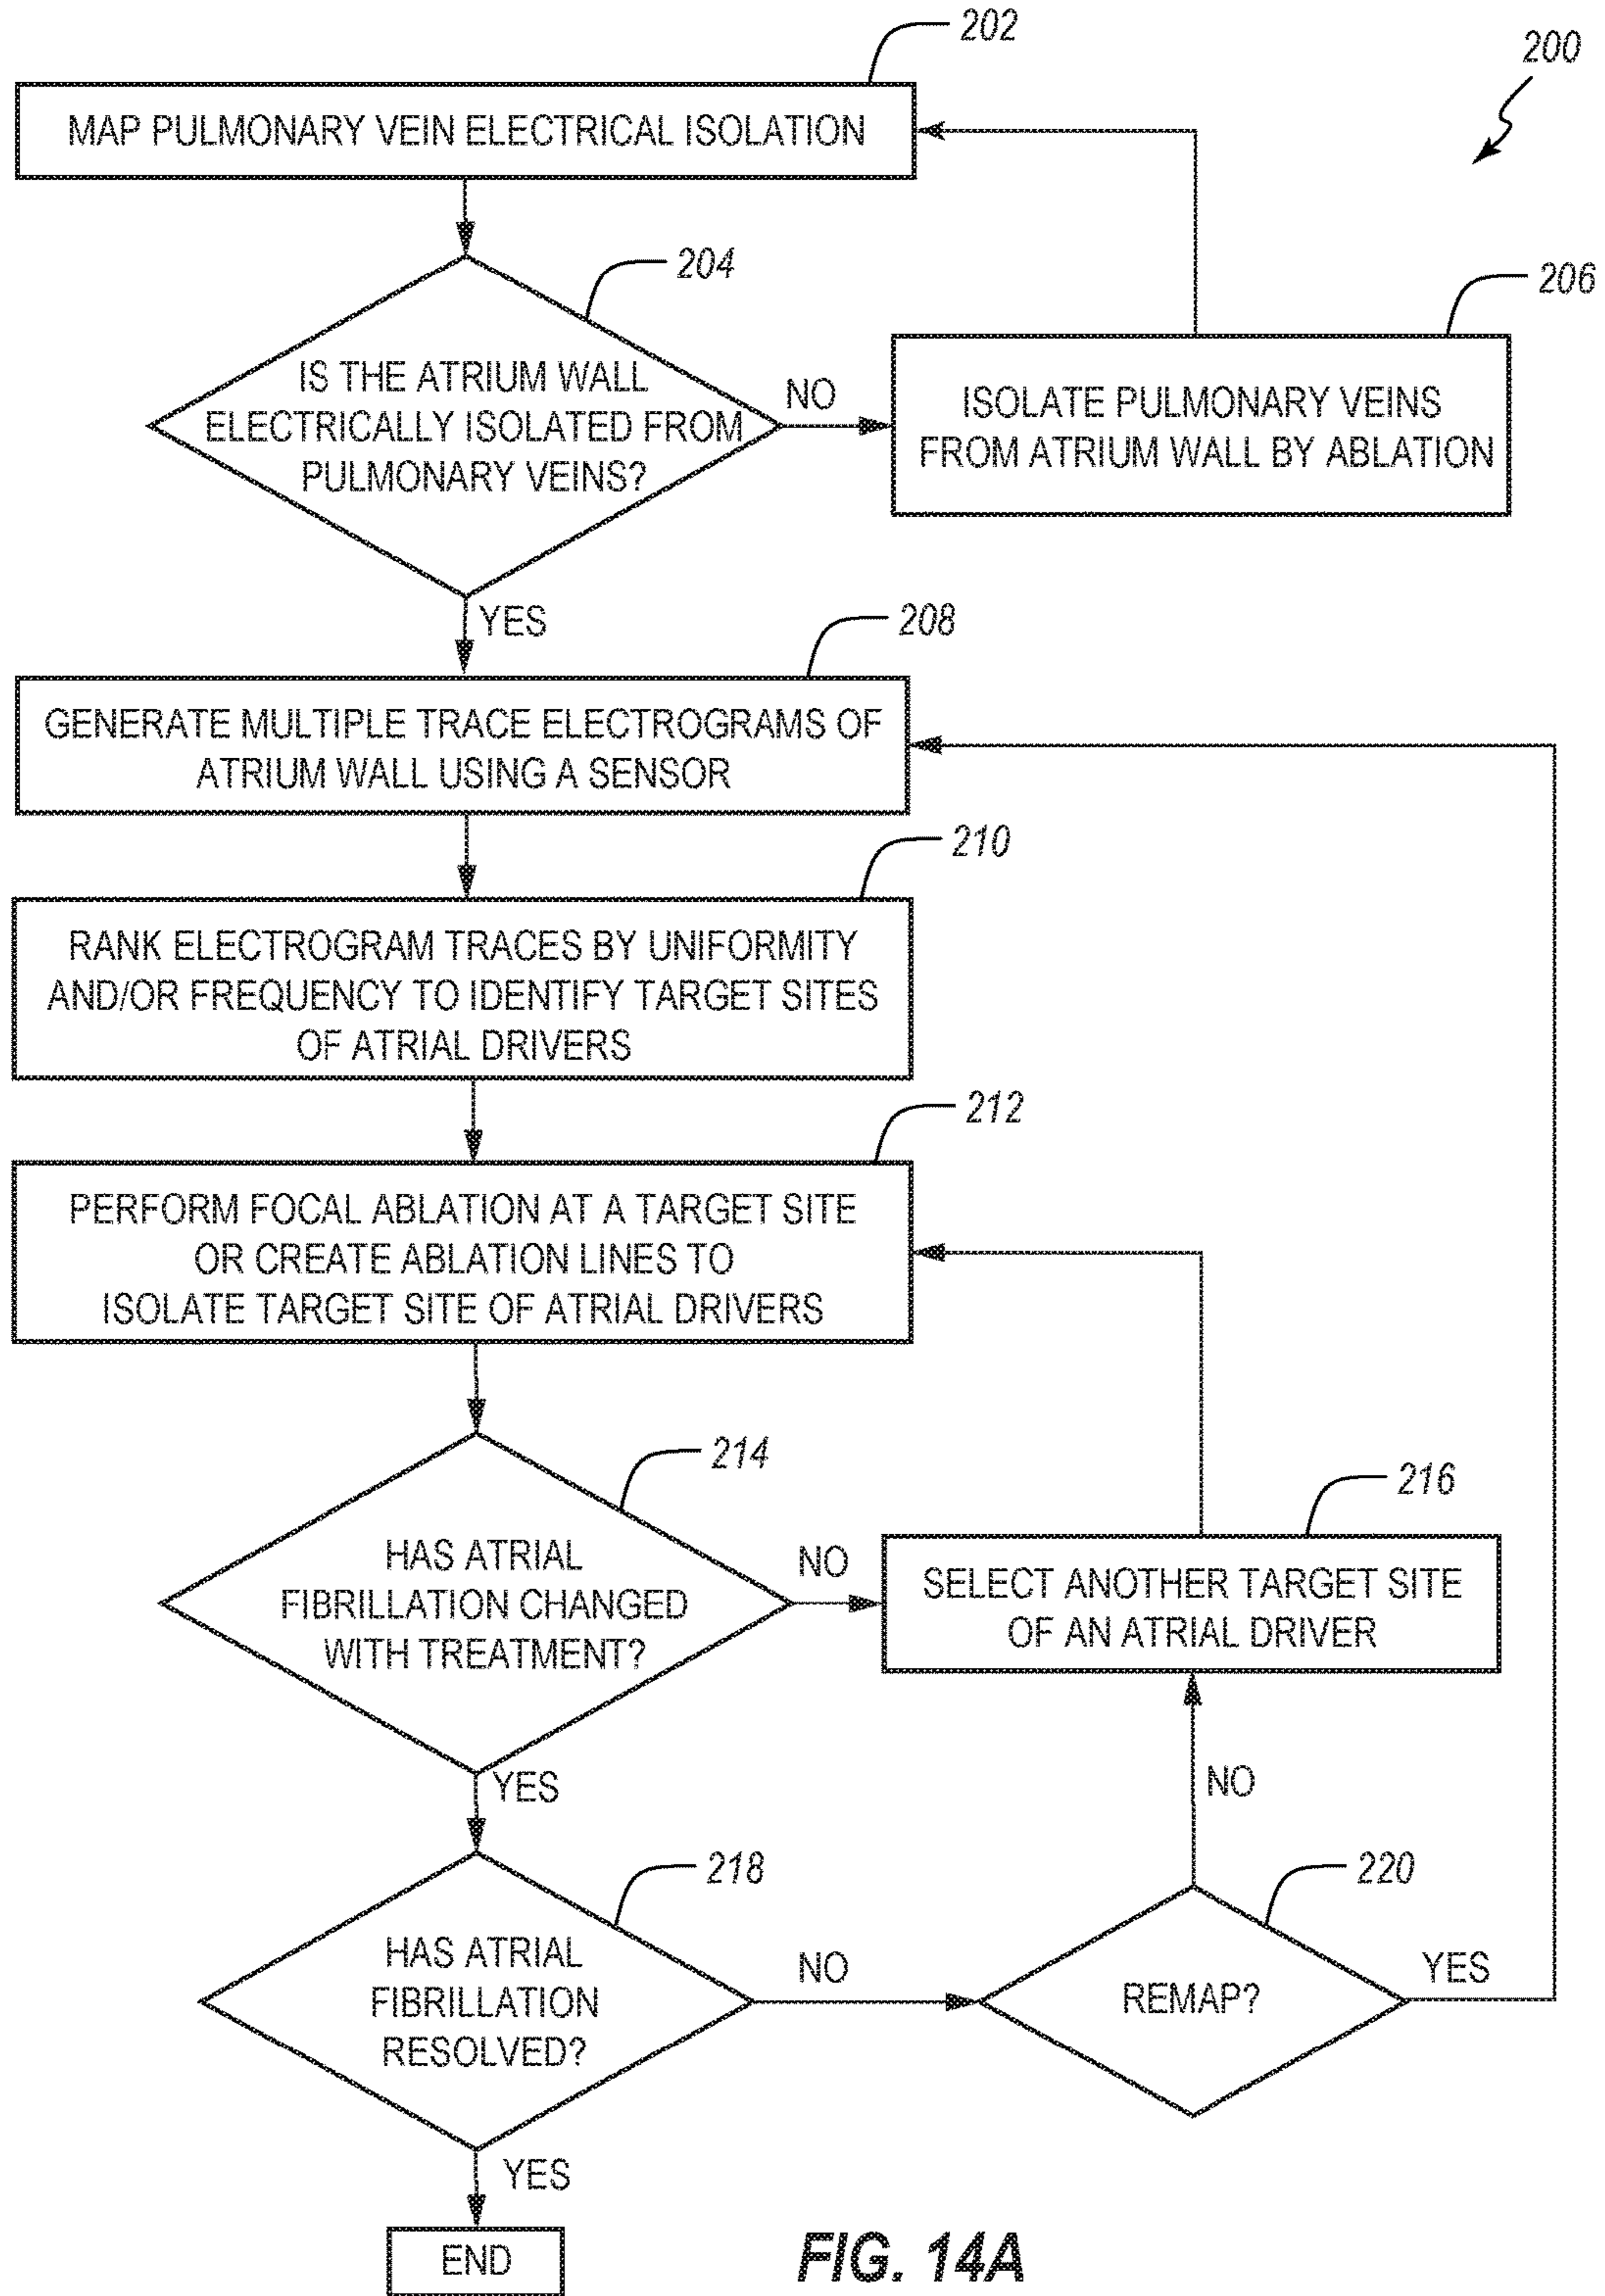 202
200
MAP PULMONARY VEIN ELECTRICAL ISOLATION
204
206
IS THE ATRIUM WALL
ELECTRICALLY ISOLATED FROM
PULMONARY VEINS?
NO
ISOLATE PULMONARY VEINS
FROM ATRIUM WALL BY ABLATION
YES
208
GENERATE MULTIPLE TRACE ELECTROGRAMS OF
ATRIUM WALL USING A SENSOR
210
RANK ELECTROGRAM TRACES BY UNIFORMITY
AND/OR FREQUENCY TO IDENTIFY TARGET SITES
OF ATRIAL DRIVERS
212
PERFORM FOCAL ABLATION AT A TARGET SITE
OR CREATE ABLATION LINES TO
ISOLATE TARGET SITE OF ATRIAL DRIVERS
214
216
HAS ATRIAL
FIBRILLATION CHANGED
WITH TREATMENT?
NO
SELECT ANOTHER TARGET SITE
OF AN ATRIAL DRIVER
YES
NO
218
220
HAS ATRIAL
FIBRILLATION
RESOLVED?
NO
REMAP?
YES
YES
END
FIG. 14A